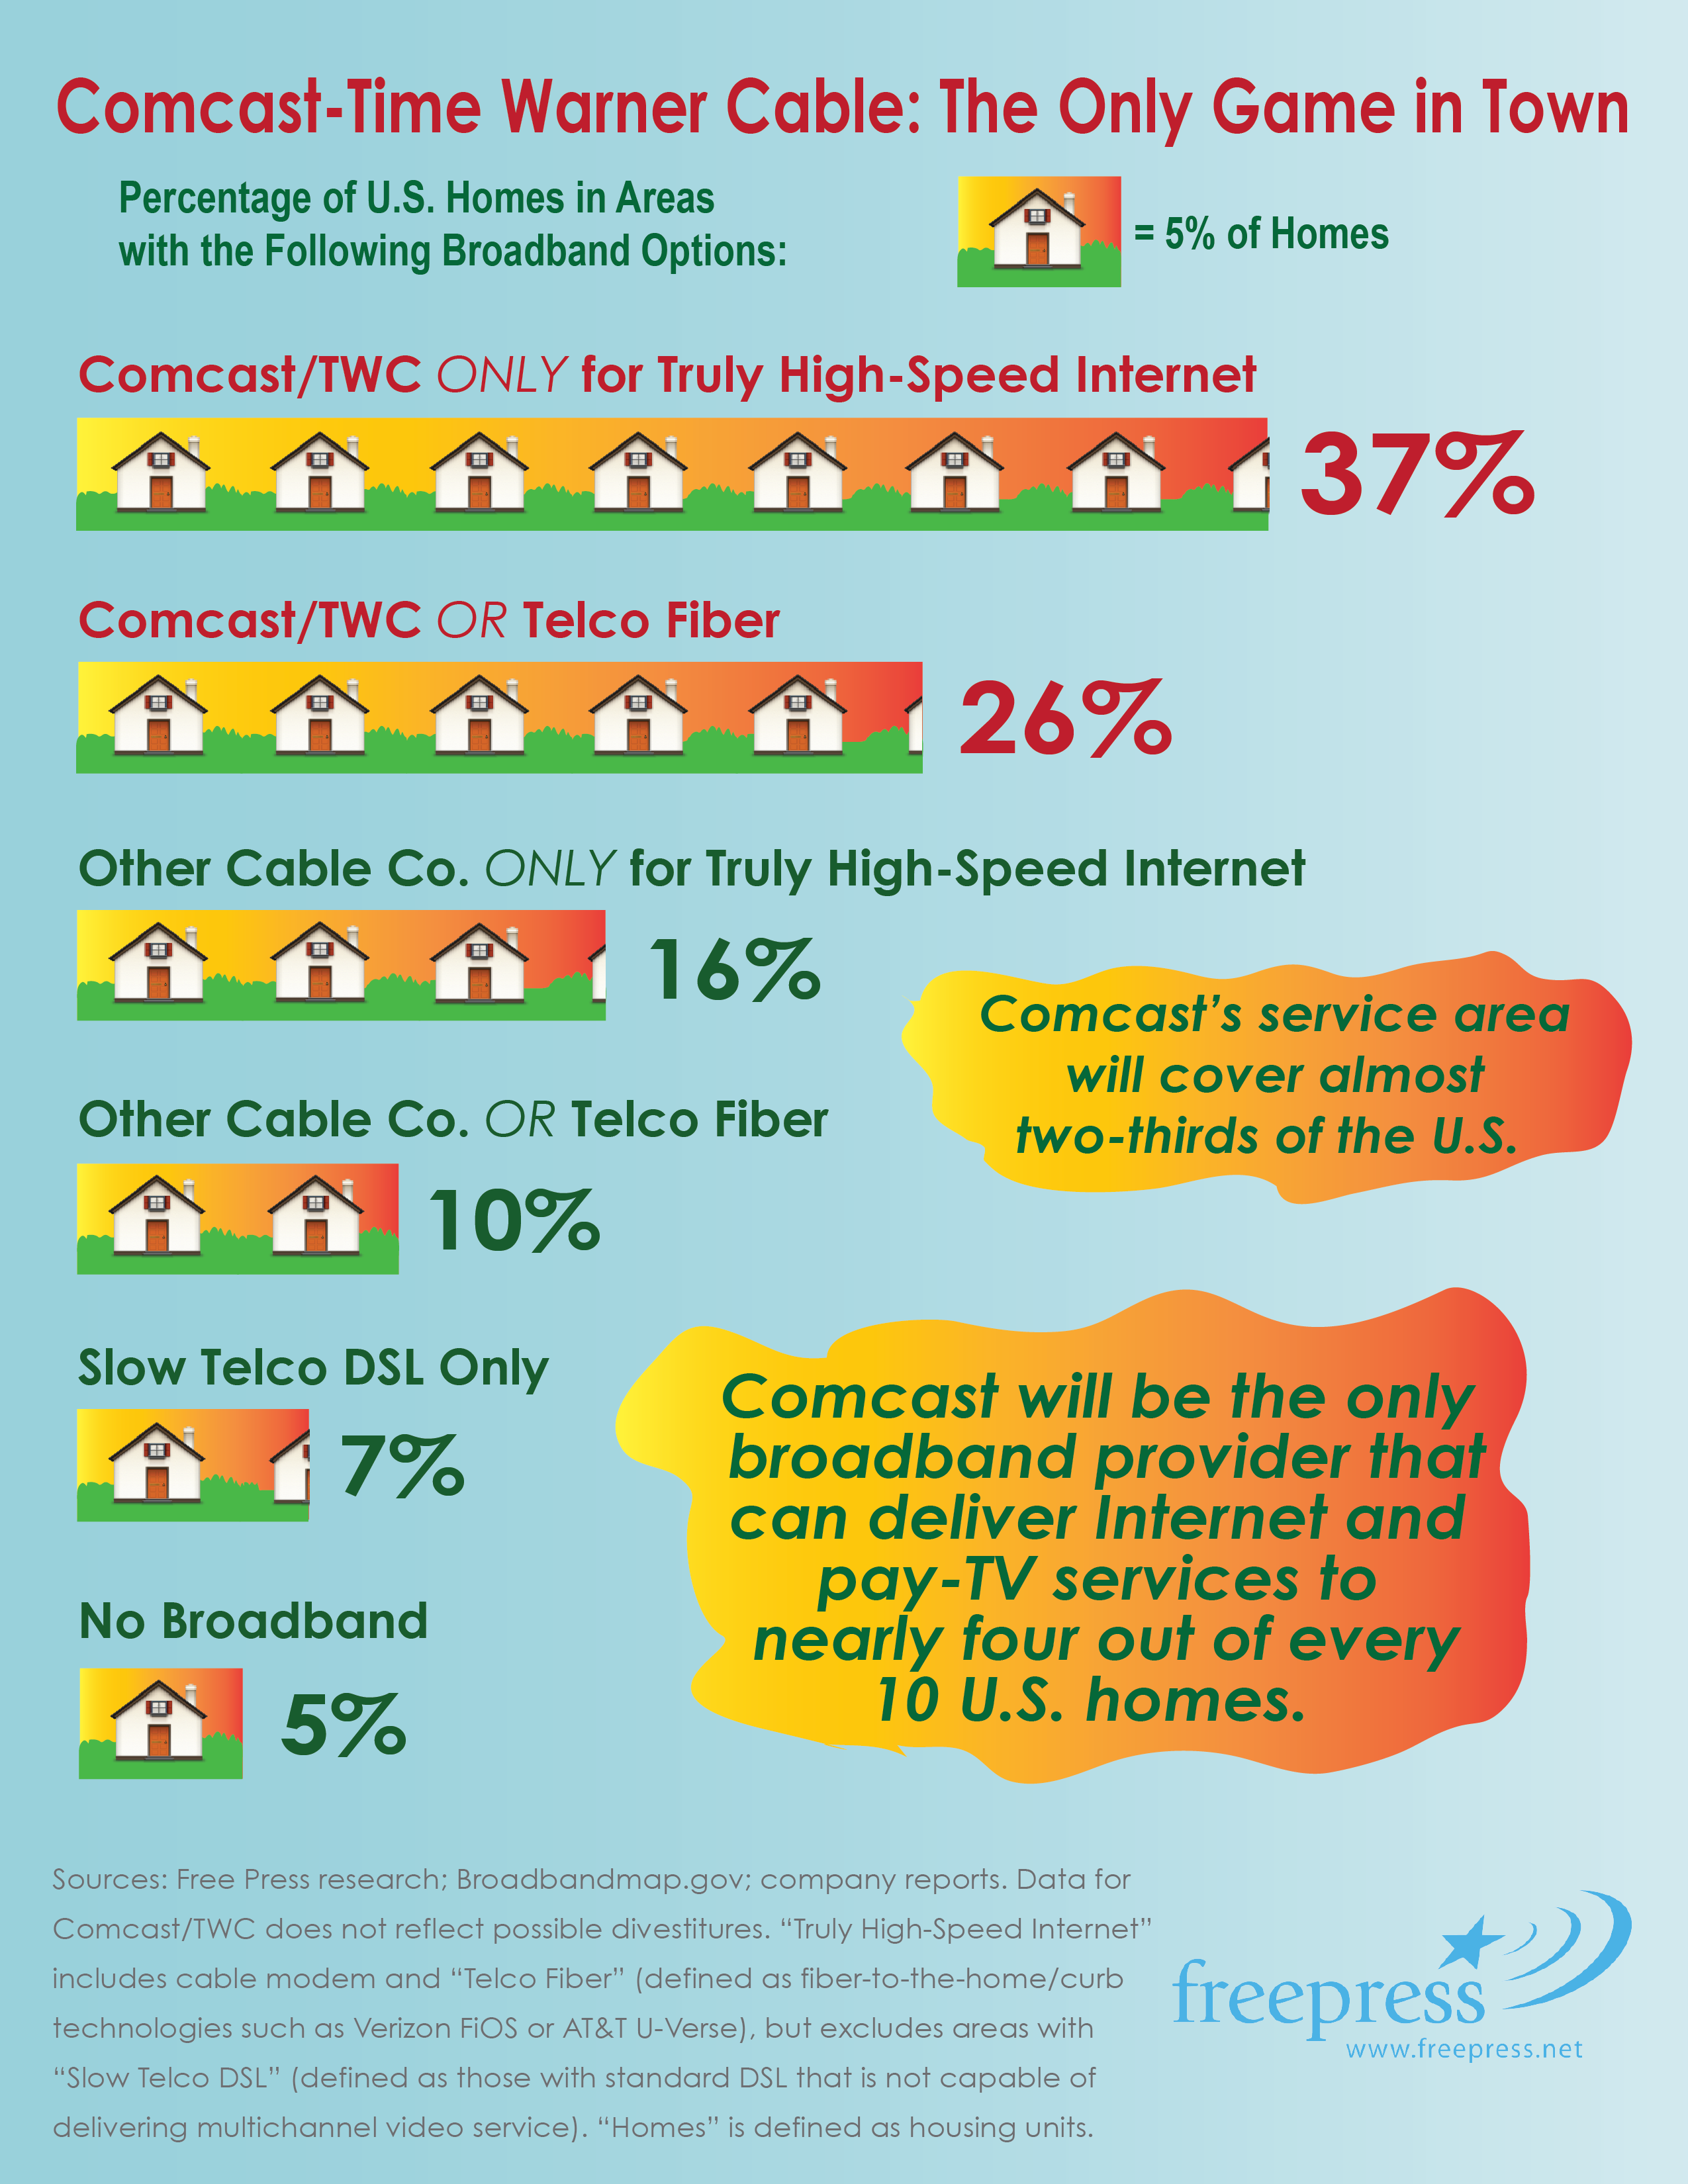 Comcast-Time Warner Cable: The Only Game in Town
Percentage of U.S. Homes in Areas
with the Following Broadband Options:
= 5% of Homes
Comcast/TWC ONLY for Truly High-Speed Internet
37%
Comcast/TWC OR Telco Fiber
26%
Other Cable Co. ONLY for Truly High-Speed Internet
16%
Comcast’s service area
will cover almost
two-thirds of the U.S.
Other Cable Co. OR Telco Fiber
10%
Slow Telco DSL Only
7%
Comcast will be the only
broadband provider that
can deliver Internet and
pay-TV services to
nearly four out of every
10 U.S. homes.
No Broadband
5%
Sources: Free Press research; Broadbandmap.gov; company reports. Data for
Comcast/TWC does not reflect possible divestitures. “Truly High-Speed Internet”
includes cable modem and “Telco Fiber” (defined as fiber-to-the-home/curb
technologies such as Verizon FiOS or AT&T U-Verse), but excludes areas with
“Slow Telco DSL” (defined as those with standard DSL that is not capable of
delivering multichannel video service). “Homes” is defined as housing units.
freepress
www.freepress.net